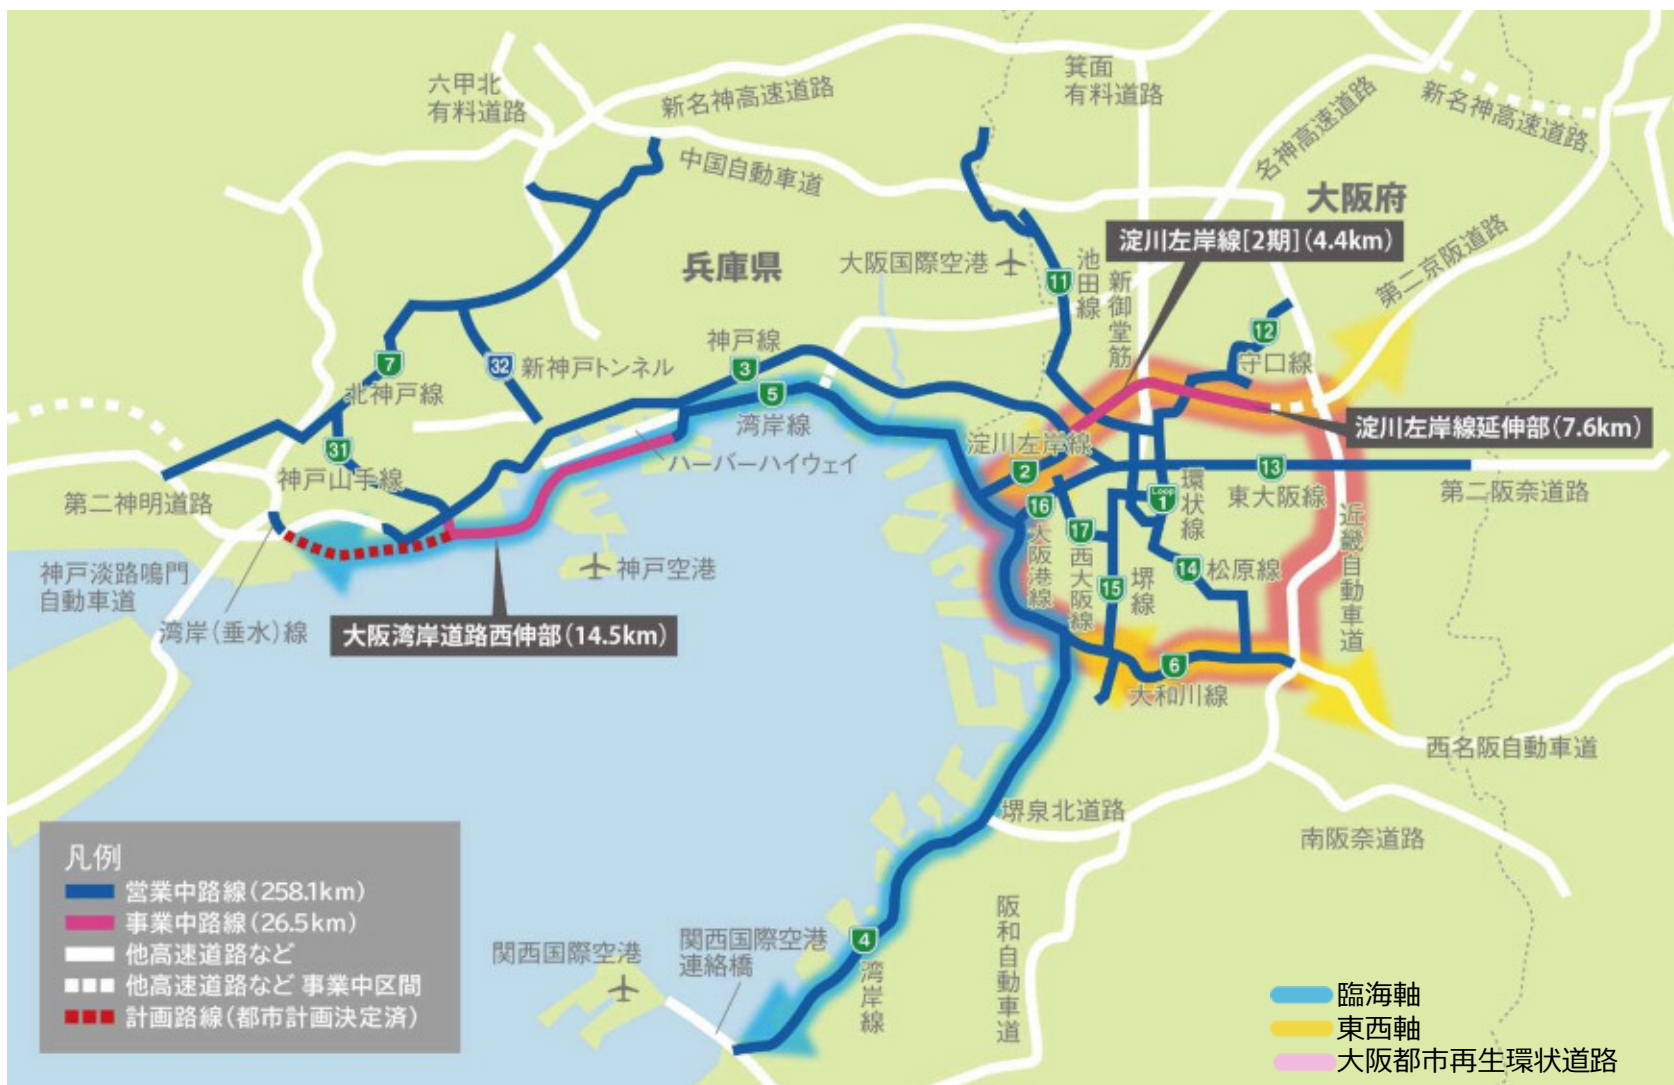 六甲北
有料道路
新名神高速道路
中国自動車道
箕面
有料道路
名神高速道路
新名神高速道路
大阪府
淀川左岸線[2期](4.4km)
第二京阪道路
兵庫県
大阪国際空港
11
池田線
新御堂筋
12
守口線
7
北神戸線
32
新神戸トンネル
神戸線
3
5
湾岸線
ハーバーハイウェイ
31
神戸山手線
第二神明道路
淀川左岸線
2
淀川左岸線延伸部(7.6km)
13
東大阪線
第二阪奈道路
16
大阪港線
17
西大阪線
Loop
1
環状線
近畿自動車道
14
松原線
15
堺線
神戸淡路鳴門
自動車道
湾岸(垂水)線
神戸空港
大阪湾岸道路西伸部(14.5km)
6
大和川線
西名阪自動車道
堺泉北道路
南阪奈道路
阪和自動車道
4
湾岸線
関西国際空港
関西国際空港
連絡橋
凡例
営業中路線(258.1km)
事業中路線(26.5km)
他高速道路など
他高速道路など 事業中区間
計画路線(都市計画決定済)
臨海軸
東西軸
大阪都市再生環状道路